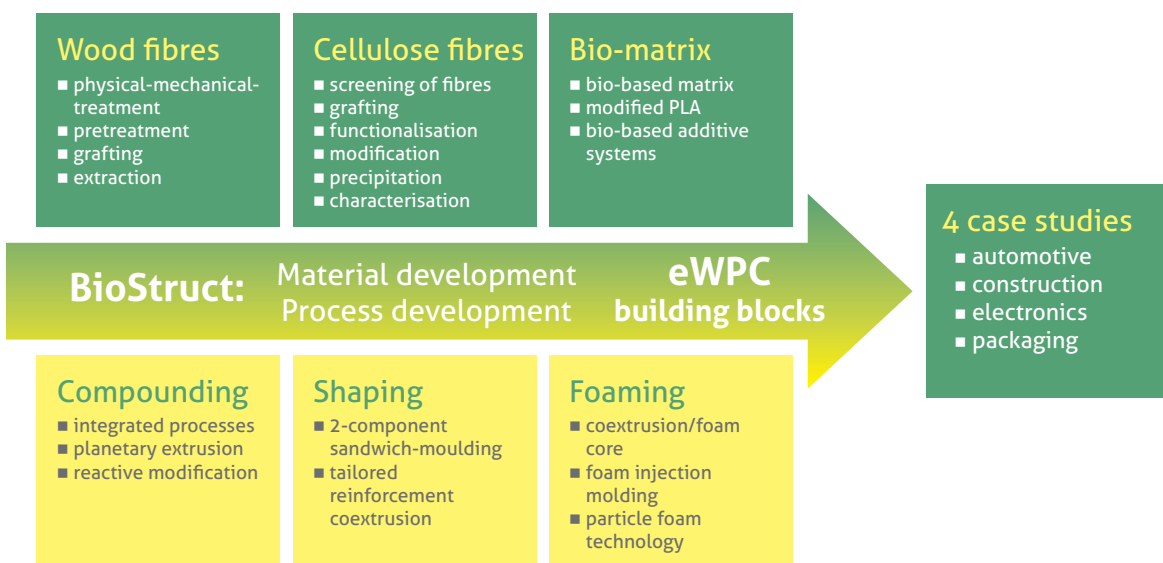 Wood fibres
■ physical-mechanical-
treatment
■ pretreatment
■ grafting
■ extraction
Cellulose fibres
■ screening of fibres
■ grafting
■ functionalisation
■ modification
■ precipitation
■ characterisation
Bio-matrix
■ bio-based matrix
■ modified PLA
■ bio-based additive
systems
BioStruct:
Material development
Process development
eWPC
building blocks
4 case studies
■ automotive
■ construction
■ electronics
■ packaging
Compounding
■ integrated processes
■ planetary extrusion
■ reactive modification
Shaping
■ 2-component
sandwich-moulding
■ tailored
reinforcement
coextrusion
Foaming
■ coextrusion/foam
core
■ foam injection
molding
■ particle foam
technology